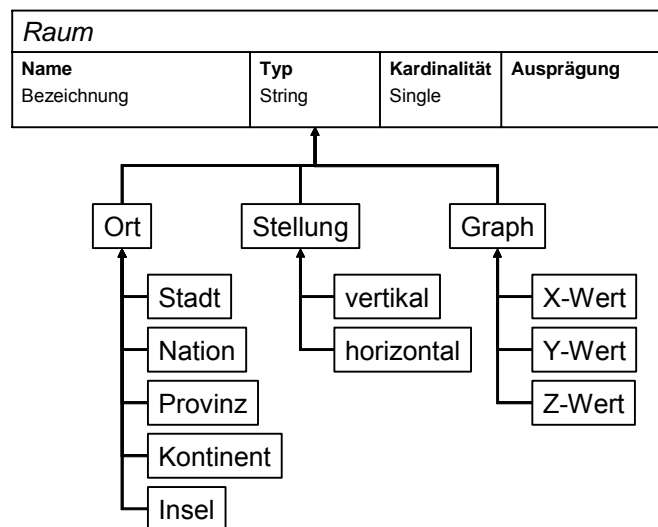 Raum
Name Typ Kardinalität Ausprägung
Bezeichnung String Single
Ort Stellung Graph
Stadt vertikal X-Wert
Nation horizontal Y-Wert
Provinz Z-Wert
Kontinent
Insel